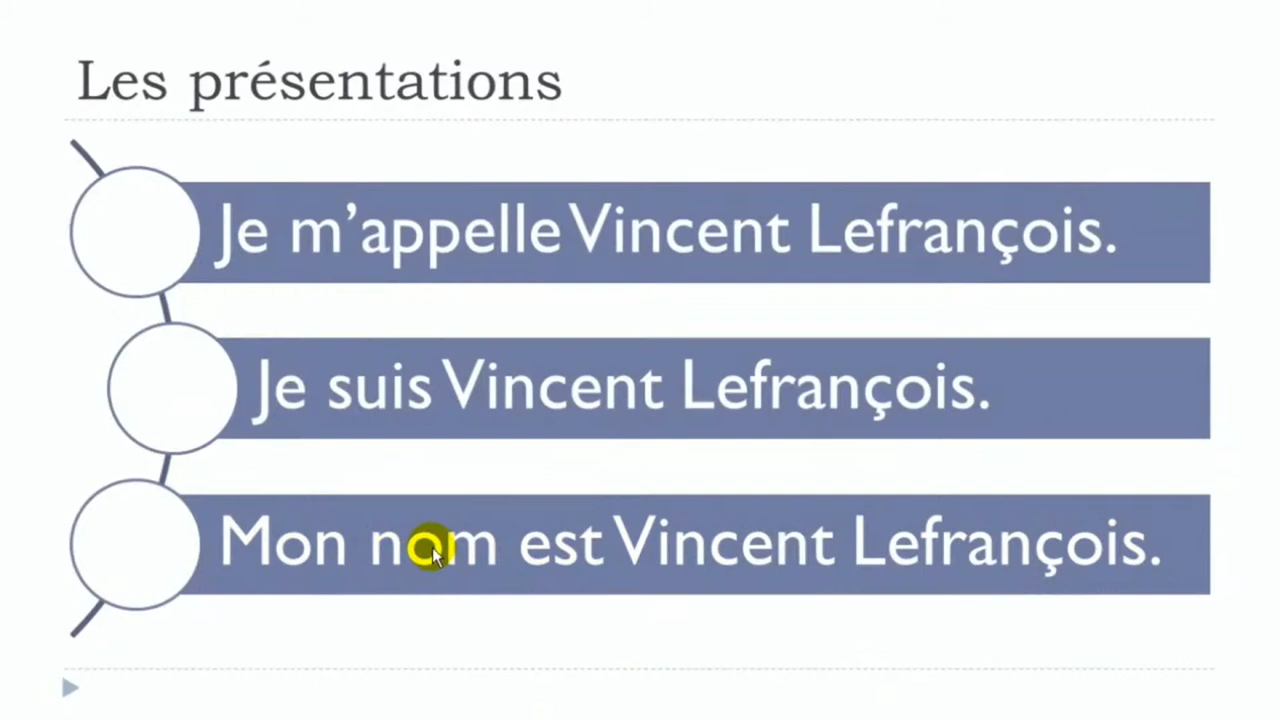 Les présentations
Je m’appelle Vincent Lefrançois.
Je suis Vincent Lefrançois.
Mon nom est Vincent Lefrançois.